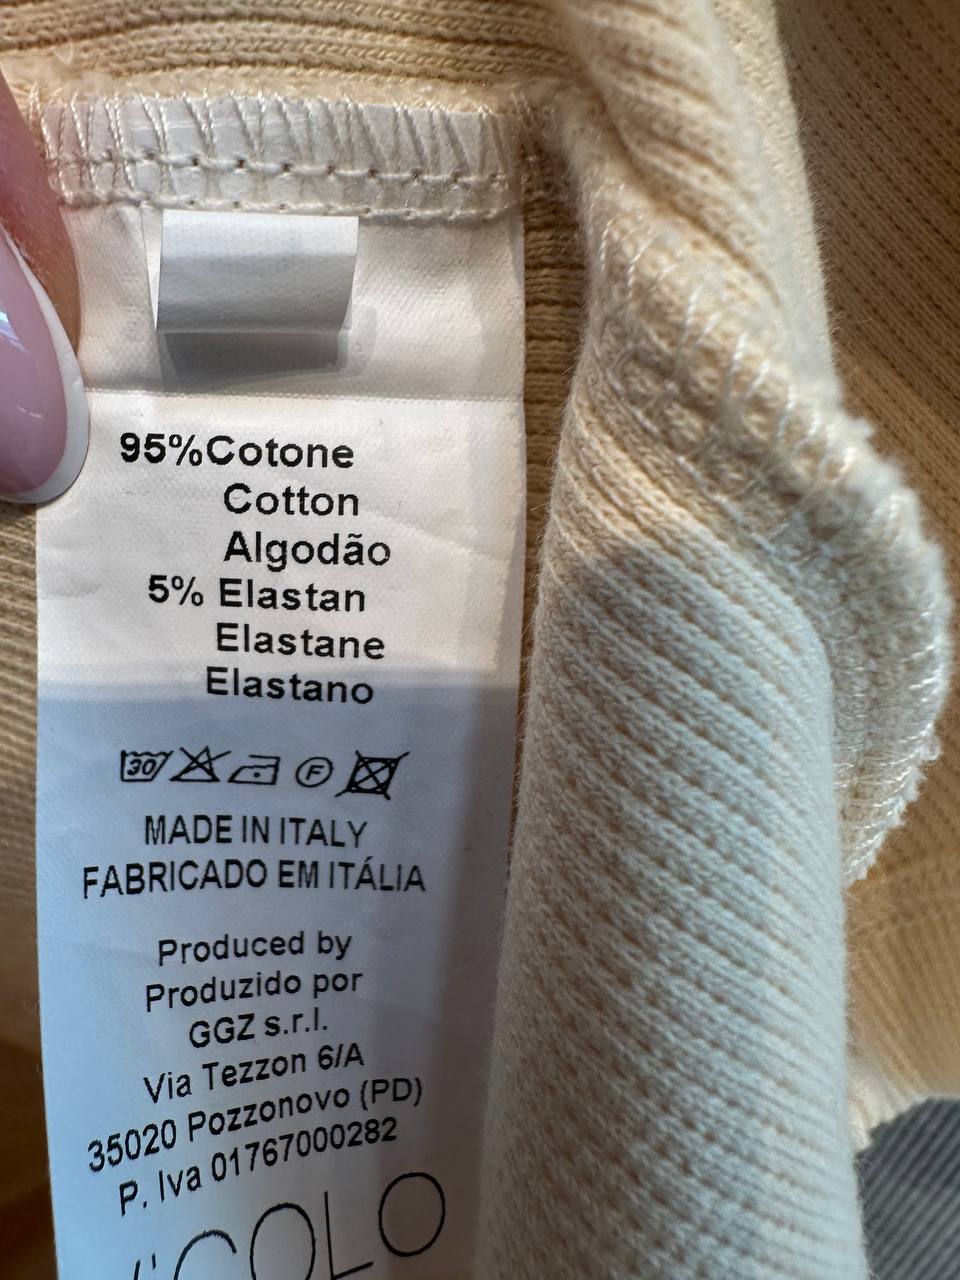 95%Cotone
Cotton
Algodão
5% Elastan
Elastane
Elastano
30 F
MADE IN ITALY
FABRICADO EM ITÁLIA
Produced by
Produzido por
GGZ s.r.l.
Via Tezzon 6/A
35020 Pozzonovo (PD)
P. Iva 01767000282